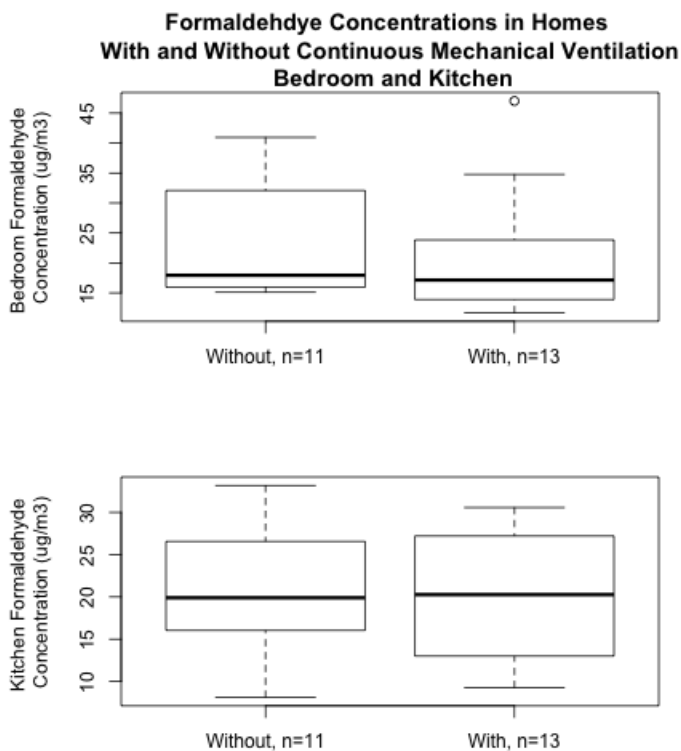 Formaldehdye Concentrations in Homes
With and Without Continuous Mechanical Ventilation
Bedroom and Kitchen
Bedroom Formaldehyde
Concentration (ug/m3)
45
35
25
15
Without, n=11
With, n=13
Kitchen Formaldehyde
Concentration (ug/m3)
30
25
20
15
10
Without, n=11
With, n=13